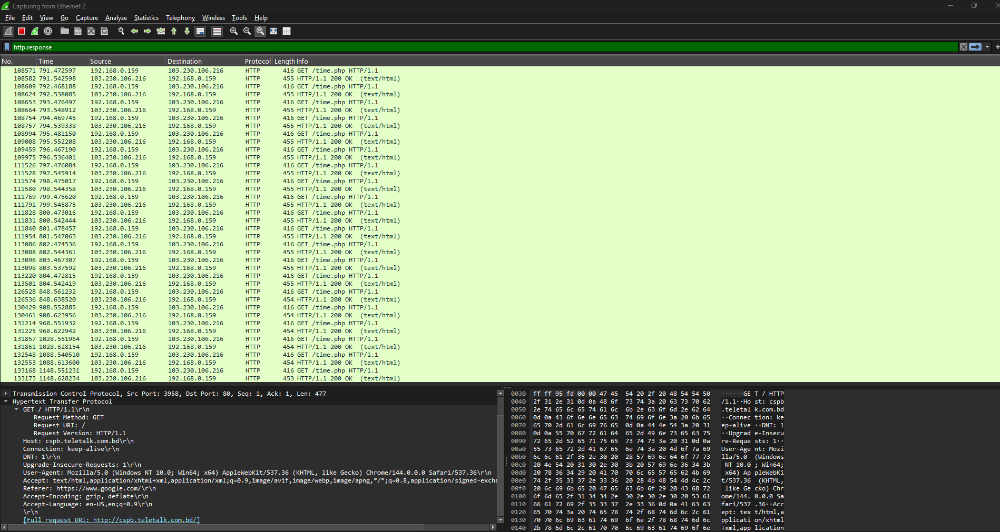 Capturing from Ethernet 2
File Edit View Go Capture Analyze Statistics Telephony Wireless Tools Help
http.response
No. Time Source Destination Protocol Length Info
108571 791.472597 192.168.0.159 103.230.106.216 HTTP 416 GET /time.php HTTP/1.1
108582 791.542598 103.230.106.216 192.168.0.159 HTTP 455 HTTP/1.1 200 OK (text/html)
108609 792.468188 192.168.0.159 103.230.106.216 HTTP 416 GET /time.php HTTP/1.1
108624 792.538085 103.230.106.216 192.168.0.159 HTTP 455 HTTP/1.1 200 OK (text/html)
108653 793.476497 192.168.0.159 103.230.106.216 HTTP 416 GET /time.php HTTP/1.1
108664 793.548912 103.230.106.216 192.168.0.159 HTTP 455 HTTP/1.1 200 OK (text/html)
108754 794.469745 192.168.0.159 103.230.106.216 HTTP 416 GET /time.php HTTP/1.1
108757 794.539338 103.230.106.216 192.168.0.159 HTTP 455 HTTP/1.1 200 OK (text/html)
108994 795.481150 192.168.0.159 103.230.106.216 HTTP 416 GET /time.php HTTP/1.1
109008 795.552208 103.230.106.216 192.168.0.159 HTTP 455 HTTP/1.1 200 OK (text/html)
109459 796.467190 192.168.0.159 103.230.106.216 HTTP 416 GET /time.php HTTP/1.1
109975 796.536401 103.230.106.216 192.168.0.159 HTTP 455 HTTP/1.1 200 OK (text/html)
111526 797.476084 192.168.0.159 103.230.106.216 HTTP 416 GET /time.php HTTP/1.1
111528 797.545914 103.230.106.216 192.168.0.159 HTTP 455 HTTP/1.1 200 OK (text/html)
111574 798.475017 192.168.0.159 103.230.106.216 HTTP 416 GET /time.php HTTP/1.1
111580 798.544358 103.230.106.216 192.168.0.159 HTTP 455 HTTP/1.1 200 OK (text/html)
111769 799.475620 192.168.0.159 103.230.106.216 HTTP 416 GET /time.php HTTP/1.1
111791 799.545875 103.230.106.216 192.168.0.159 HTTP 455 HTTP/1.1 200 OK (text/html)
111828 800.473016 192.168.0.159 103.230.106.216 HTTP 416 GET /time.php HTTP/1.1
111831 800.542444 103.230.106.216 192.168.0.159 HTTP 455 HTTP/1.1 200 OK (text/html)
111840 801.478457 192.168.0.159 103.230.106.216 HTTP 416 GET /time.php HTTP/1.1
111954 801.547063 103.230.106.216 192.168.0.159 HTTP 455 HTTP/1.1 200 OK (text/html)
113086 802.474536 192.168.0.159 103.230.106.216 HTTP 416 GET /time.php HTTP/1.1
113088 802.544361 103.230.106.216 192.168.0.159 HTTP 455 HTTP/1.1 200 OK (text/html)
113096 803.467307 192.168.0.159 103.230.106.216 HTTP 416 GET /time.php HTTP/1.1
113098 803.537592 103.230.106.216 192.168.0.159 HTTP 455 HTTP/1.1 200 OK (text/html)
113220 804.472815 192.168.0.159 103.230.106.216 HTTP 416 GET /time.php HTTP/1.1
113501 804.542419 103.230.106.216 192.168.0.159 HTTP 455 HTTP/1.1 200 OK (text/html)
126528 848.561232 192.168.0.159 103.230.106.216 HTTP 416 GET /time.php HTTP/1.1
126536 848.638520 103.230.106.216 192.168.0.159 HTTP 454 HTTP/1.1 200 OK (text/html)
130429 908.552885 192.168.0.159 103.230.106.216 HTTP 416 GET /time.php HTTP/1.1
130461 908.623956 103.230.106.216 192.168.0.159 HTTP 454 HTTP/1.1 200 OK (text/html)
131214 968.551932 192.168.0.159 103.230.106.216 HTTP 416 GET /time.php HTTP/1.1
131225 968.622942 103.230.106.216 192.168.0.159 HTTP 454 HTTP/1.1 200 OK (text/html)
131857 1028.551964 192.168.0.159 103.230.106.216 HTTP 416 GET /time.php HTTP/1.1
131861 1028.628154 103.230.106.216 192.168.0.159 HTTP 454 HTTP/1.1 200 OK (text/html)
132548 1088.540510 192.168.0.159 103.230.106.216 HTTP 416 GET /time.php HTTP/1.1
132553 1088.613600 103.230.106.216 192.168.0.159 HTTP 454 HTTP/1.1 200 OK (text/html)
133168 1148.551231 192.168.0.159 103.230.106.216 HTTP 416 GET /time.php HTTP/1.1
133173 1148.628234 103.230.106.216 192.168.0.159 HTTP 453 HTTP/1.1 200 OK (text/html)
Transmission Control Protocol, Src Port: 3958, Dst Port: 80, Seq: 1, Ack: 1, Len: 477
Hypertext Transfer Protocol
GET / HTTP/1.1\r\n
Request Method: GET
Request URI: /
Request Version: HTTP/1.1
Host: cspb.teletalk.com.bd\r\n
Connection: keep-alive\r\n
DNT: 1\r\n
Upgrade-Insecure-Requests: 1\r\n
User-Agent: Mozilla/5.0 (Windows NT 10.0; Win64; x64) AppleWebKit/537.36 (KHTML, like Gecko) Chrome/144.0.0.0 Safari/537.36\r\n
Accept: text/html,application/xhtml+xml,application/xml;q=0.9,image/avif,image/webp,image/apng,*/*;q=0.8,application/signed-excha
Referer: https://www.google.com/\r\n
Accept-Encoding: gzip, deflate\r\n
Accept-Language: en-US,en;q=0.9\r\n
\r\n
[Full request URI: http://cspb.teletalk.com.bd/]
0030 ff ff 95 fd 00 00 47 45 54 20 2f 20 48 54 54 50 ······GE T / HTTP
0040 2f 31 2e 31 0d 0a 48 6f 73 74 3a 20 63 73 70 62 /1.1··Ho st: cspb
0050 2e 74 65 6c 65 74 61 6c 6b 2e 63 6f 6d 2e 62 64 .teletal k.com.bd
0060 0d 0a 43 6f 6e 6e 65 63 74 69 6f 6e 3a 20 6b 65 ··Connec tion: ke
0070 65 70 2d 61 6c 69 76 65 0d 0a 44 4e 54 3a 20 31 ep-alive ··DNT: 1
0080 0d 0a 55 70 67 72 61 64 65 2d 49 6e 73 65 63 75 ··Upgrad e-Insecu
0090 72 65 2d 52 65 71 75 65 73 74 73 3a 20 31 0d 0a re-Reque sts: 1··
00a0 55 73 65 72 2d 41 67 65 6e 74 3a 20 4d 6f 7a 69 User-Age nt: Mozi
00b0 6c 6c 61 2f 35 2e 30 20 28 57 69 6e 64 6f 77 73 lla/5.0 (Windows
00c0 20 4e 54 20 31 30 2e 30 3b 20 57 69 6e 36 34 3b NT 10.0 ; Win64;
00d0 20 78 36 34 29 20 41 70 70 6c 65 57 65 62 4b 69 x64) Ap pleWebKi
00e0 74 2f 35 33 37 2e 33 36 20 28 4b 48 54 4d 4c 2c t/537.36 (KHTML,
00f0 20 6c 69 6b 65 20 47 65 63 6b 6f 29 20 43 68 72 like Ge cko) Chr
0100 6f 6d 65 2f 31 34 34 2e 30 2e 30 2e 30 20 53 61 ome/144. 0.0.0 Sa
0110 66 61 72 69 2f 35 33 37 2e 33 36 0d 0a 41 63 63 fari/537 .36··Acc
0120 65 70 74 3a 20 74 65 78 74 2f 68 74 6d 6c 2c 61 ept: tex t/html,a
0130 70 70 6c 69 63 61 74 69 6f 6e 2f 78 68 74 6d 6c pplicati on/xhtml
0140 2b 78 6d 6c 2c 61 70 70 6c 69 63 61 74 69 6f 6e +xml,app lication